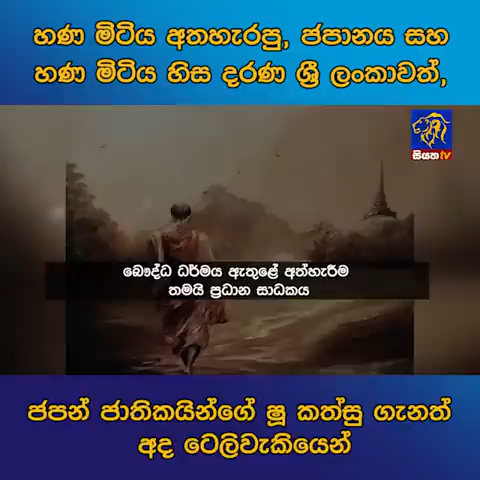 හණ මිටිය අතහැරපු, ජපානය සහ
හණ මිටිය හිස දරණ ශ්‍රී ලංකාවත්,
සියත tv
බෞද්ධ ධර්මය ඇතුළේ අත්හැරීම
තමයි ප්‍රධාන සාධකය
ජපන් ජාතිකයින්ගේ ෂූ කත්සු ගැනත්
අද ටෙලිවැකියෙන්